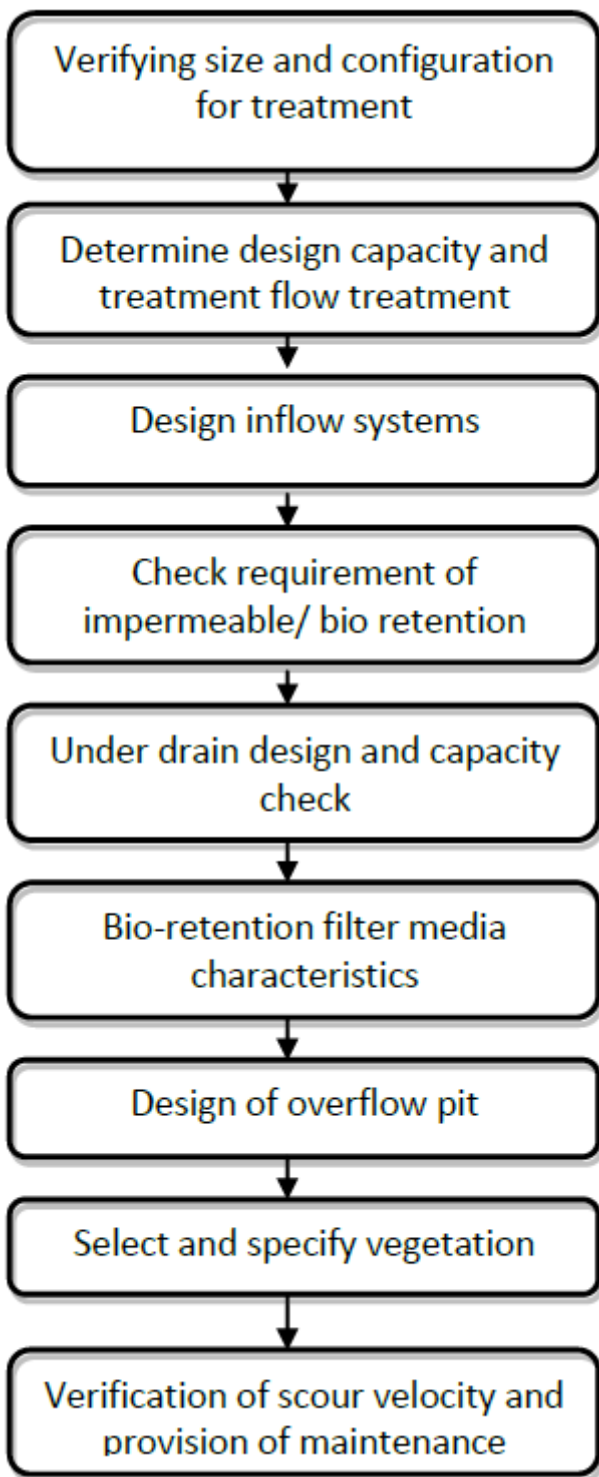 Verifying size and configuration
for treatment
Determine design capacity and
treatment flow treatment
Design inflow systems
Check requirement of
impermeable/ bio retention
Under drain design and capacity
check
Bio-retention filter media
characteristics
Design of overflow pit
Select and specify vegetation
Verification of scour velocity and
provision of maintenance